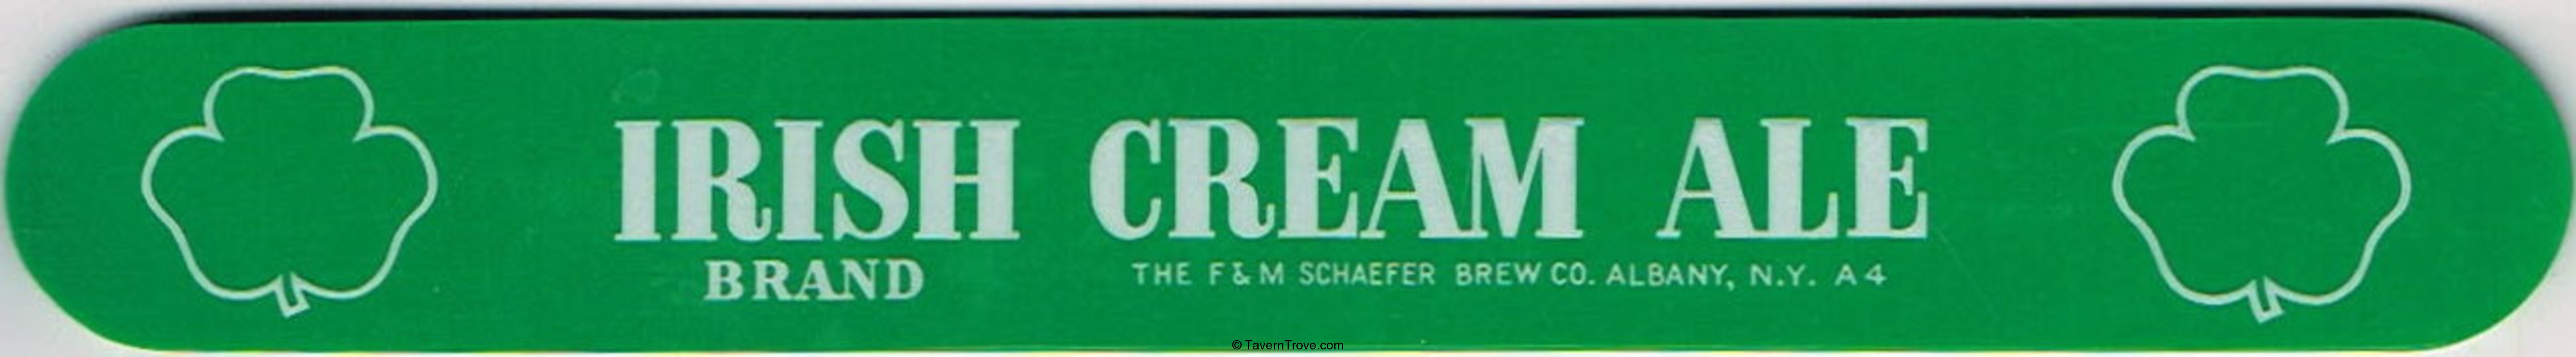 IRISH CREAM ALE
BRAND
THE F & M SCHAEFER BREW CO. ALBANY, N.Y. A 4
© TavernTrove.com